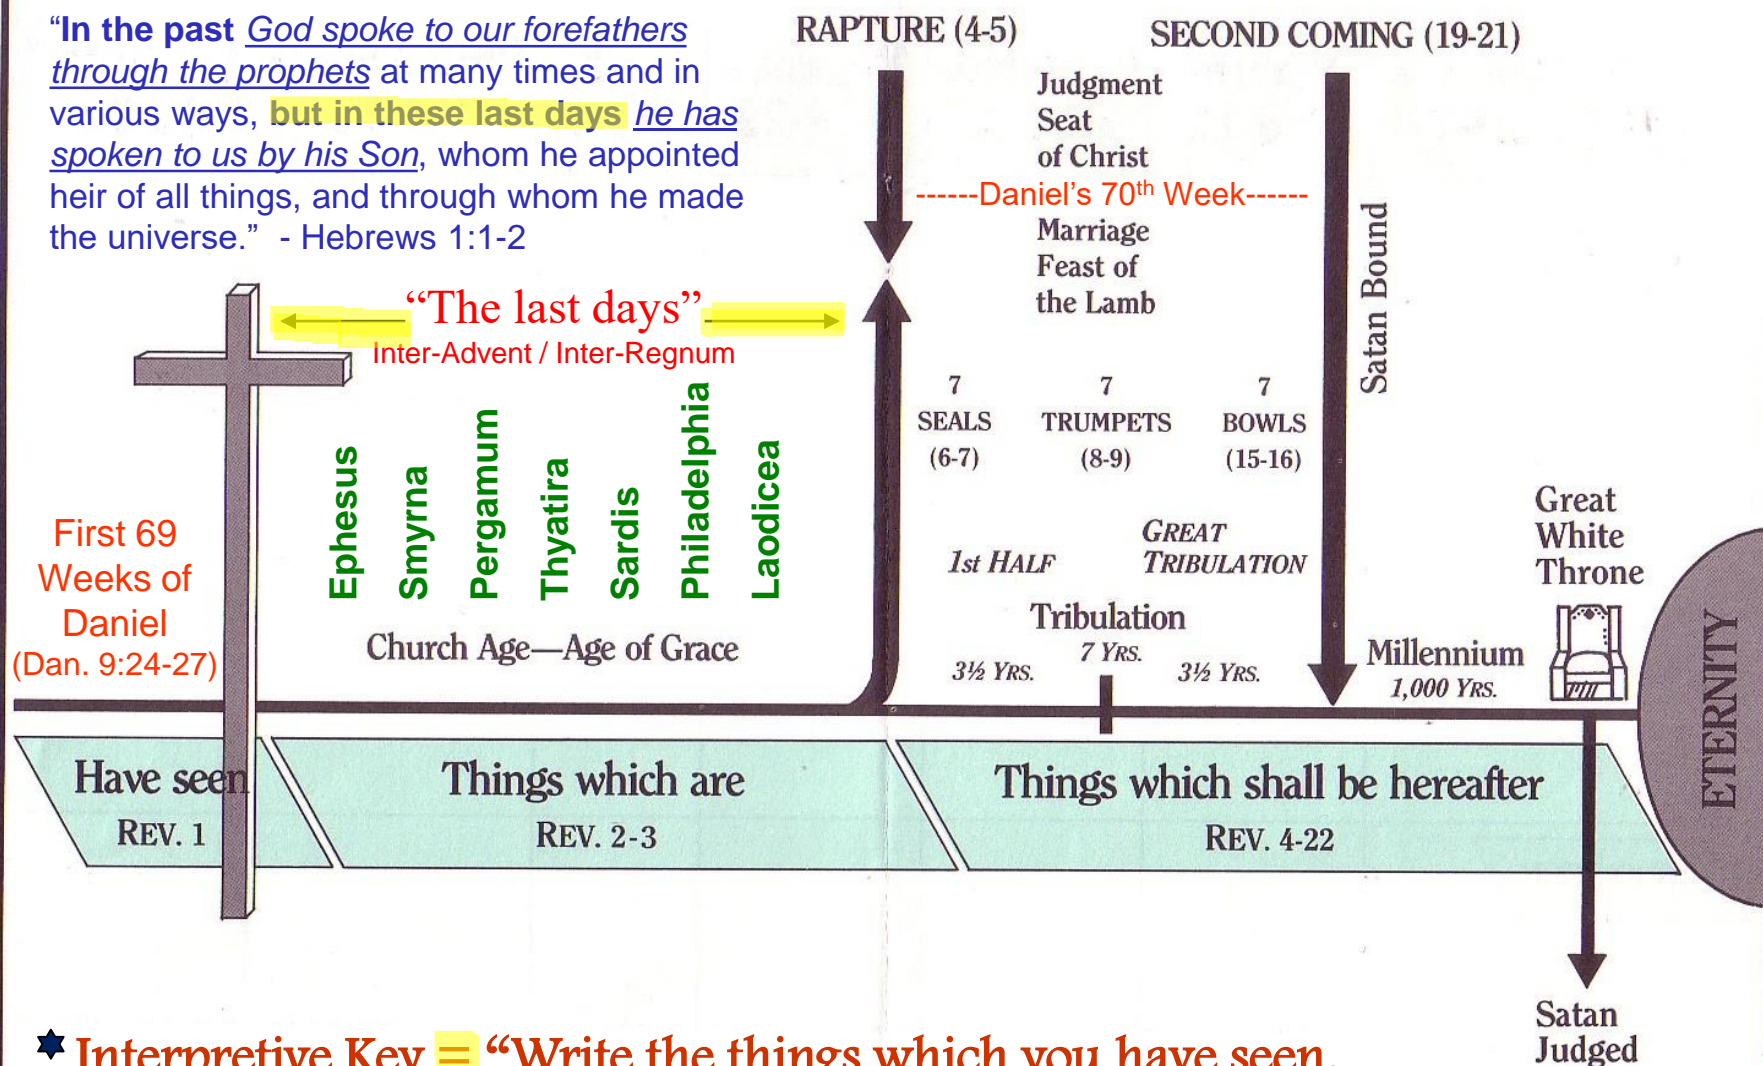 “In the past God spoke to our forefathers
through the prophets at many times and in
various ways, but in these last days he has
spoken to us by his Son, whom he appointed
heir of all things, and through whom he made
the universe.” - Hebrews 1:1-2
RAPTURE (4-5)
SECOND COMING (19-21)
Judgment
Seat
of Christ
------Daniel’s 70th Week------
Marriage
Feast of
the Lamb
Satan Bound
“The last days”
Inter-Advent / Inter-Regnum
Ephesus
Smyrna
Pergamum
Thyatira
Sardis
Philadelphia
Laodicea
Church Age—Age of Grace
First 69
Weeks of
Daniel
(Dan. 9:24-27)
7
SEALS
(6-7)
7
TRUMPETS
(8-9)
7
BOWLS
(15-16)
1st HALF
GREAT
TRIBULATION
Tribulation
7 YRS.
3½ YRS.
3½ YRS.
Millennium
1,000 YRS.
Great
White
Throne
ETERNITY
Have seen
REV. 1
Things which are
REV. 2-3
Things which shall be hereafter
REV. 4-22
Satan
Judged
Interpretive Key = “Write the things which you have seen,